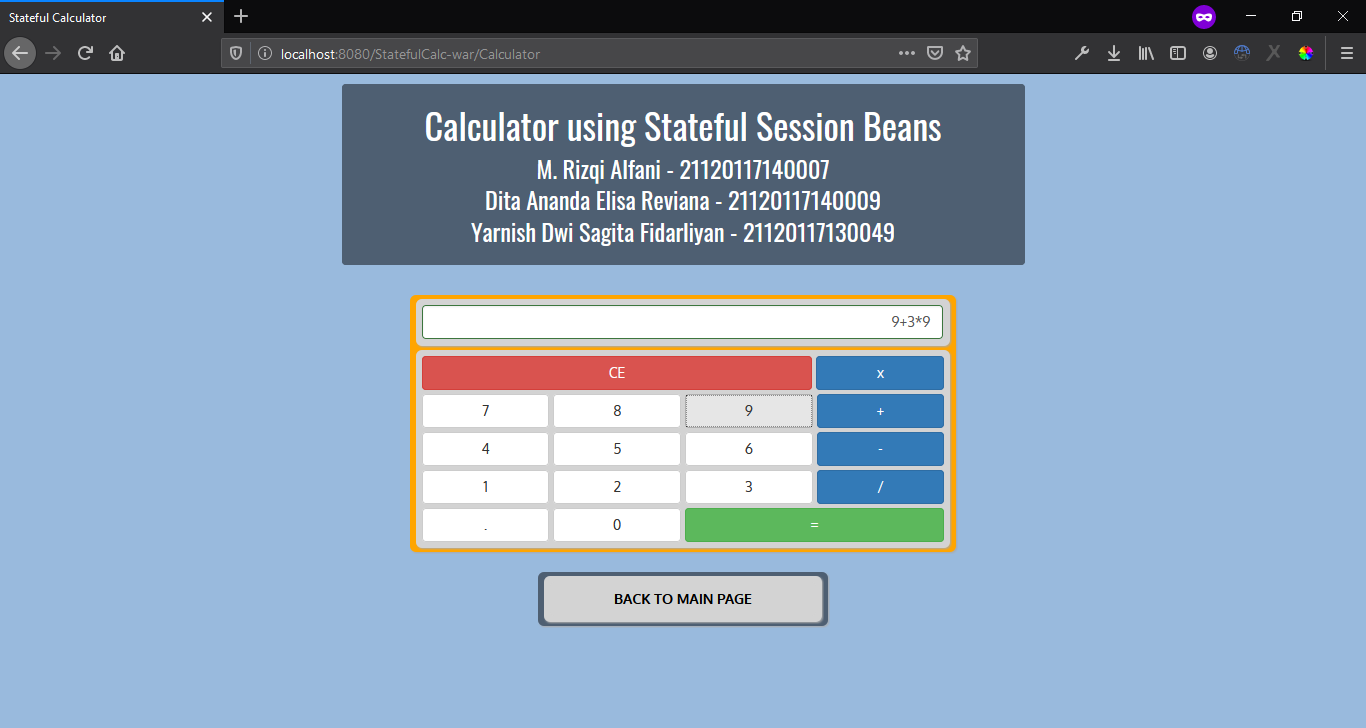 Stateful Calculator
localhost:8080/StatefulCalc-war/Calculator
Calculator using Stateful Session Beans
M. Rizqi Alfani - 21120117140007
Dita Ananda Elisa Reviana - 21120117140009
Yarnish Dwi Sagita Fidarliyan - 21120117130049
9+3*9
CE x
7 8 9 +
4 5 6 -
1 2 3 /
. 0 =
BACK TO MAIN PAGE